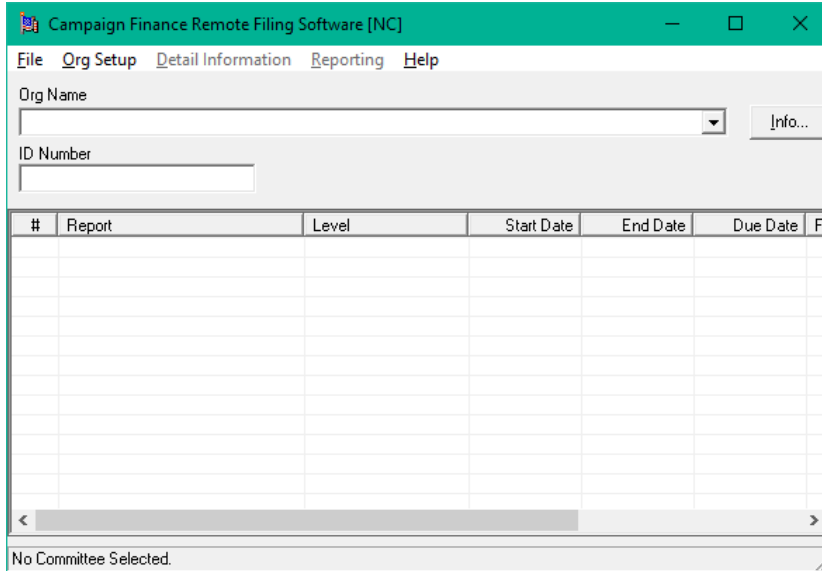 Campaign Finance Remote Filing Software [NC]
File Org Setup Detail Information Reporting Help
Org Name
Info...
ID Number
# Report Level Start Date End Date Due Date F
No Committee Selected.